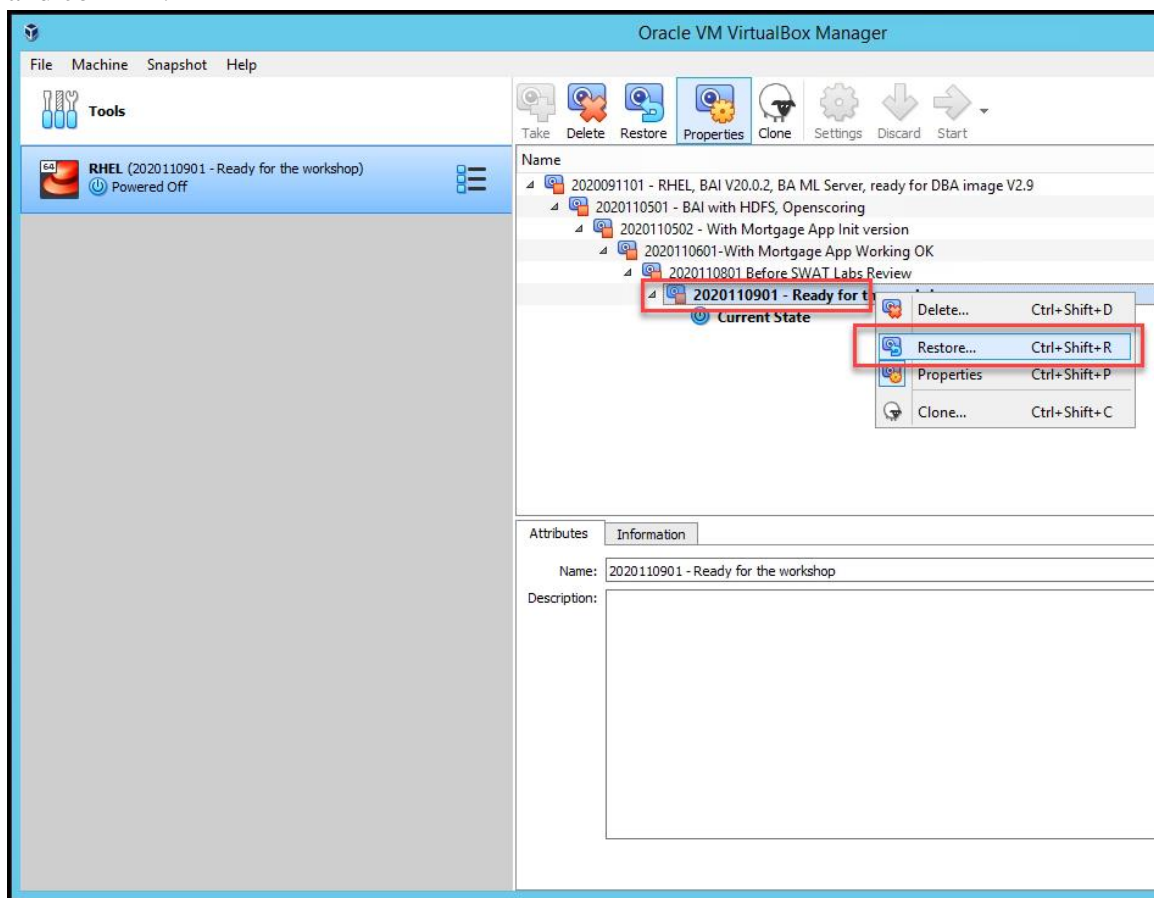 Oracle VM VirtualBox Manager
File Machine Snapshot Help
Tools
Take Delete Restore Properties Clone Settings Discard Start
64
RHEL (2020110901 - Ready for the workshop)
Powered Off
Name
2020091101 - RHEL, BAI V20.0.2, BA ML Server, ready for DBA image V2.9
2020110501 - BAI with HDFS, Openscoring
2020110502 - With Mortgage App Init version
2020110601-With Mortgage App Working OK
2020110801 Before SWAT Labs Review
2020110901 - Ready for
Current State
Delete... Ctrl+Shift+D
Restore... Ctrl+Shift+R
Properties Ctrl+Shift+P
Clone... Ctrl+Shift+C
Attributes Information
Name: 2020110901 - Ready for the workshop
Description: